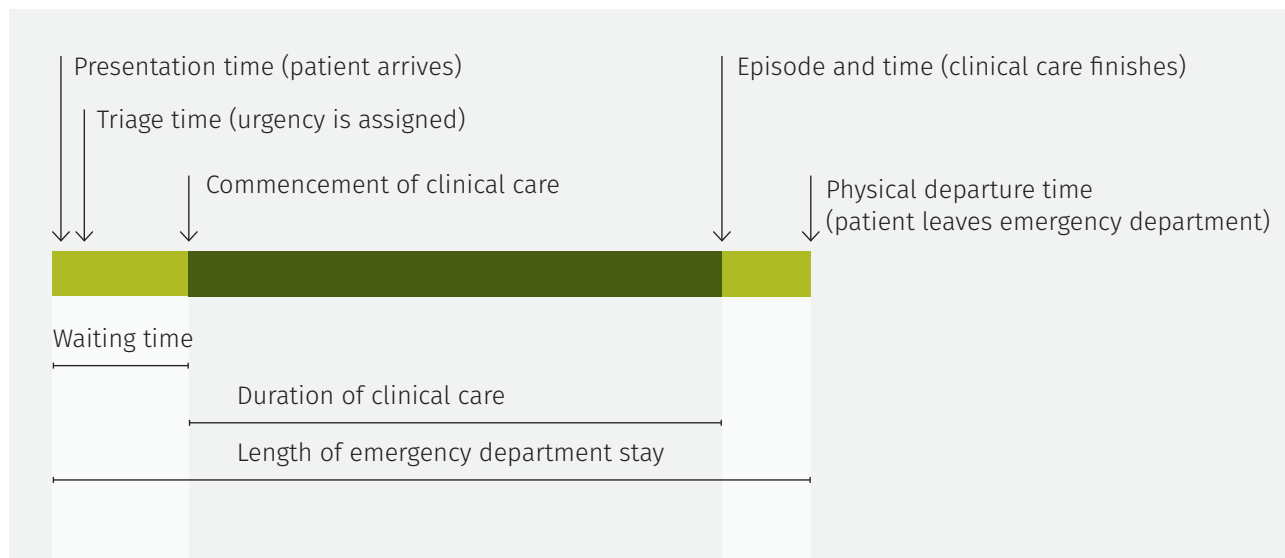 Presentation time (patient arrives)
Episode and time (clinical care finishes)
Triage time (urgency is assigned)
Commencement of clinical care
Physical departure time
(patient leaves emergency department)
Waiting time
Duration of clinical care
Length of emergency department stay